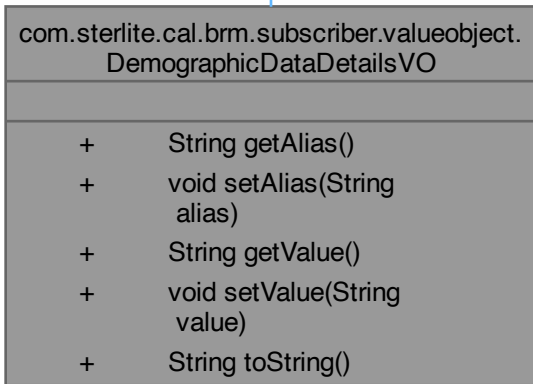 com.sterlite.cal.brm.subscriber.valueobject.
DemographicDataDetailsVO
+ String getAlias()
+ void setAlias(String
alias)
+ String getValue()
+ void setValue(String
value)
+ String toString()